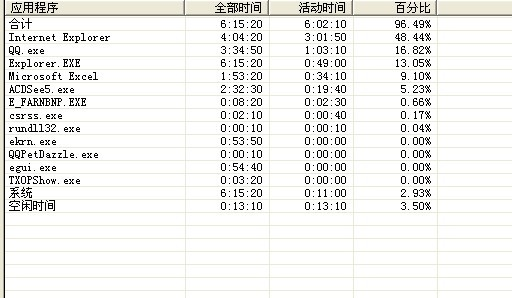 应用程序 全部时间 活动时间 百分比
合计 6:15:20 6:02:10 96.49%
Internet Explorer 4:04:20 3:01:50 48.44%
QQ.exe 3:34:50 1:03:10 16.82%
Explorer.EXE 6:15:20 0:49:00 13.05%
Microsoft Excel 1:53:20 0:34:10 9.10%
ACDSee5.exe 2:32:30 0:19:40 5.23%
E_FARNBNP.EXE 0:08:20 0:02:30 0.66%
csrss.exe 0:02:10 0:00:40 0.17%
rundll32.exe 0:00:10 0:00:10 0.04%
ekrn.exe 0:53:50 0:00:00 0.00%
QQPetDazzle.exe 0:00:10 0:00:00 0.00%
egui.exe 0:54:40 0:00:00 0.00%
TXOPShow.exe 0:03:20 0:00:00 0.00%
系统 6:15:20 0:11:00 2.93%
空闲时间 0:13:10 0:13:10 3.50%